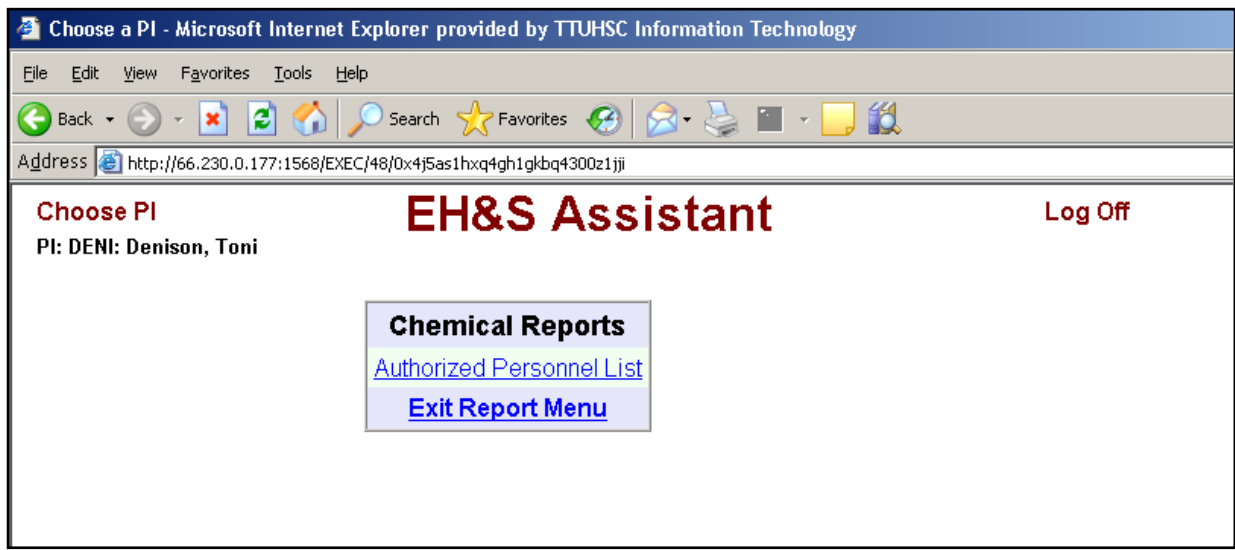 Choose a PI - Microsoft Internet Explorer provided by TTUHSC Information Technology
File Edit View Favorites Tools Help
Back Search Favorites
Address http://66.230.0.177:1568/EXEC/48/0x4j5as1hxq4gh1gkbq4300z1jji
Choose PI EH&S Assistant Log Off
PI: DENI: Denison, Toni
Chemical Reports
Authorized Personnel List
Exit Report Menu